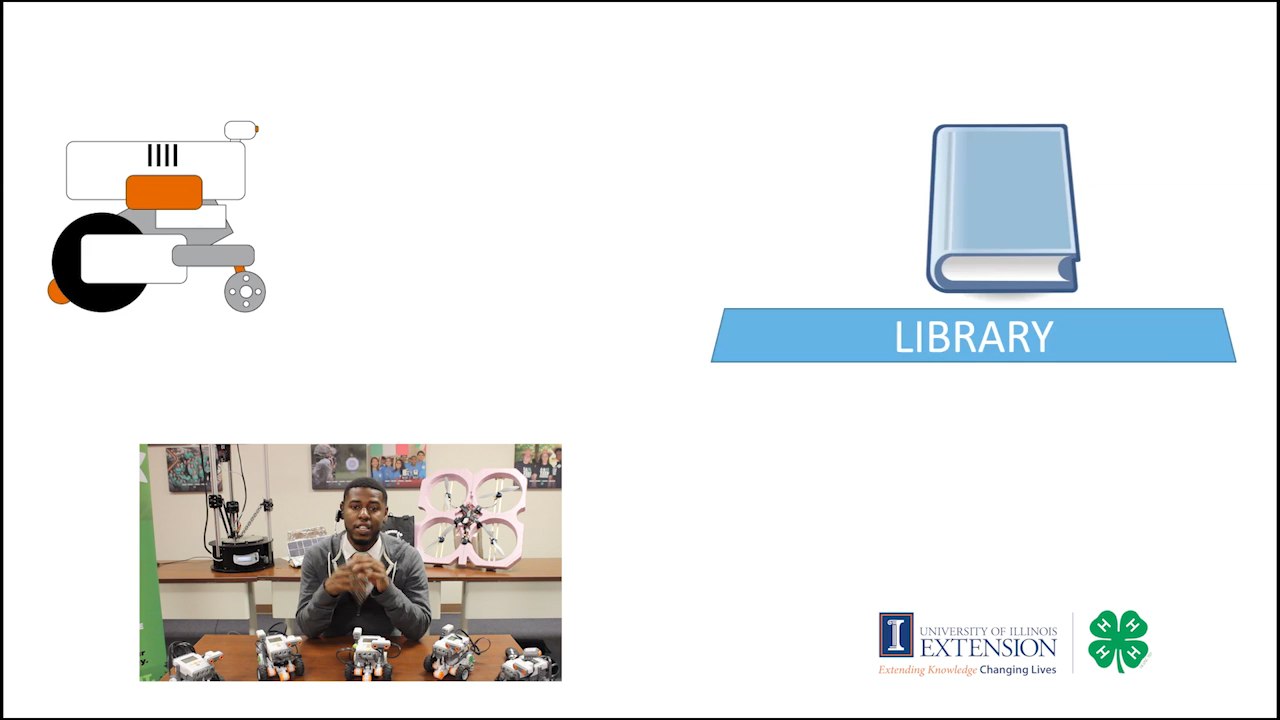 LIBRARY
UNIVERSITY OF ILLINOIS
I EXTENSION
Extending Knowledge Changing Lives
H H
H H